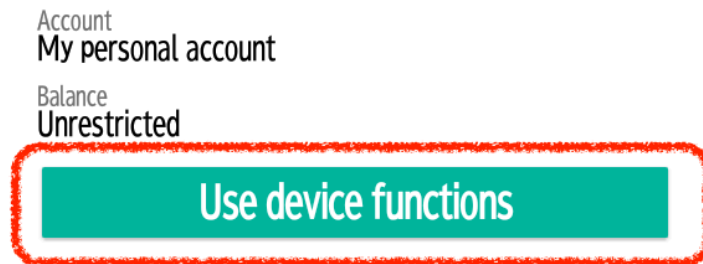 Account
My personal account
Balance
Unrestricted
Use device functions